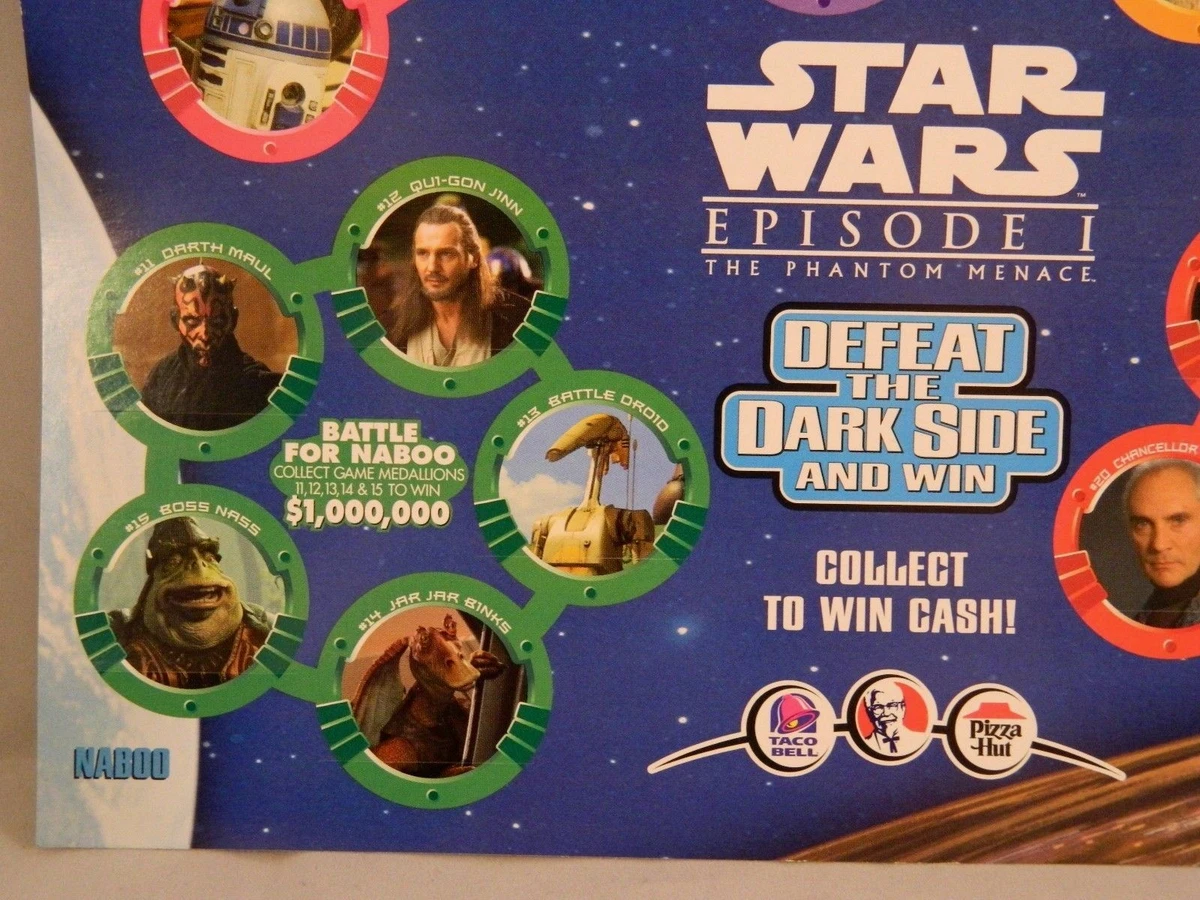 STAR
WARS
™
EPISODE I
THE PHANTOM MENACE
#12 QUI-GON JINN
#11 DARTH MAUL
#13 BATTLE DROID
#15 BOSS NASS
#14 JAR JAR BINKS
BATTLE
FOR NABOO
COLLECT GAME MEDALLIONS
11,12,13,14 & 15 TO WIN
$1,000,000
DEFEAT
THE
DARK SIDE
AND WIN
COLLECT
TO WIN CASH!
#20 CHANCELLOR
TACO
BELL
Pizza
Hut
NABOO